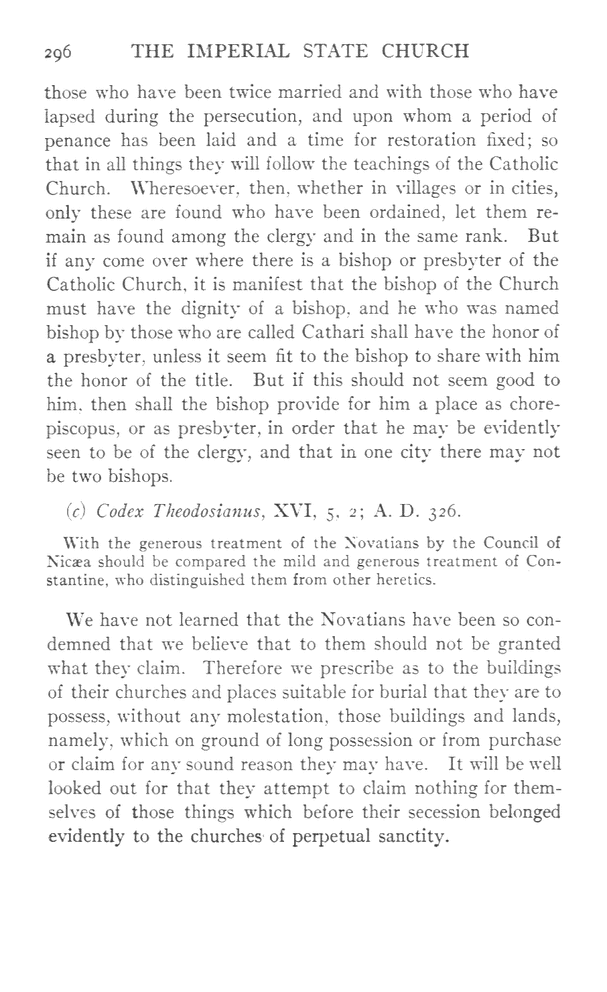 296 THE IMPERIAL STATE CHURCH
those who have been twice married and with those who have
lapsed during the persecution, and upon whom a period of
penance has been laid and a time for restoration fixed; so
that in all things they will follow the teachings of the Catholic
Church. Wheresoever, then, whether in villages or in cities,
only these are found who have been ordained, let them re-
main as found among the clergy and in the same rank. But
if any come over where there is a bishop or presbyter of the
Catholic Church, it is manifest that the bishop of the Church
must have the dignity of a bishop, and he who was named
bishop by those who are called Cathari shall have the honor of
a presbyter, unless it seem fit to the bishop to share with him
the honor of the title. But if this should not seem good to
him, then shall the bishop provide for him a place as chore-
piscopus, or as presbyter, in order that he may be evidently
seen to be of the clergy, and that in one city there may not
be two bishops.
(c) Codex Theodosianus, XVI, 5, 2; A. D. 326.
With the generous treatment of the Novatians by the Council of
Nicæa should be compared the mild and generous treatment of Con-
stantine, who distinguished them from other heretics.
We have not learned that the Novatians have been so con-
demned that we believe that to them should not be granted
what they claim. Therefore we prescribe as to the buildings
of their churches and places suitable for burial that they are to
possess, without any molestation, those buildings and lands,
namely, which on ground of long possession or from purchase
or claim for any sound reason they may have. It will be well
looked out for that they attempt to claim nothing for them-
selves of those things which before their secession belonged
evidently to the churches of perpetual sanctity.